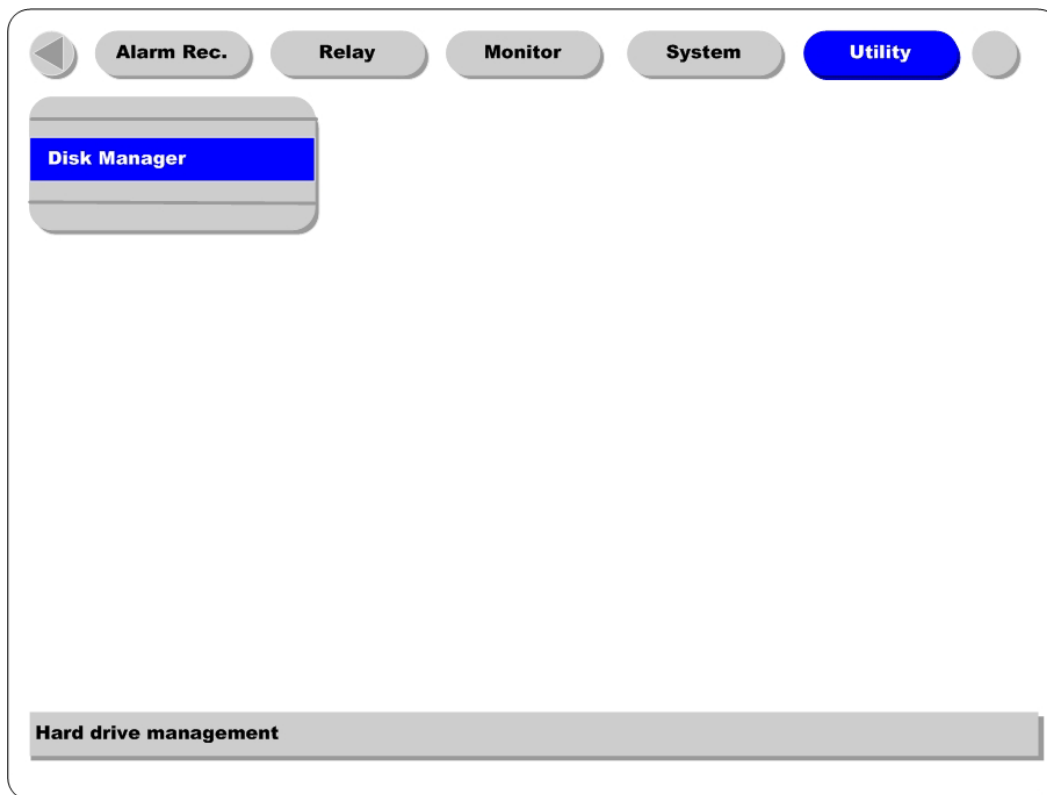 Alarm Rec. Relay Monitor System Utility
Disk Manager
Hard drive management